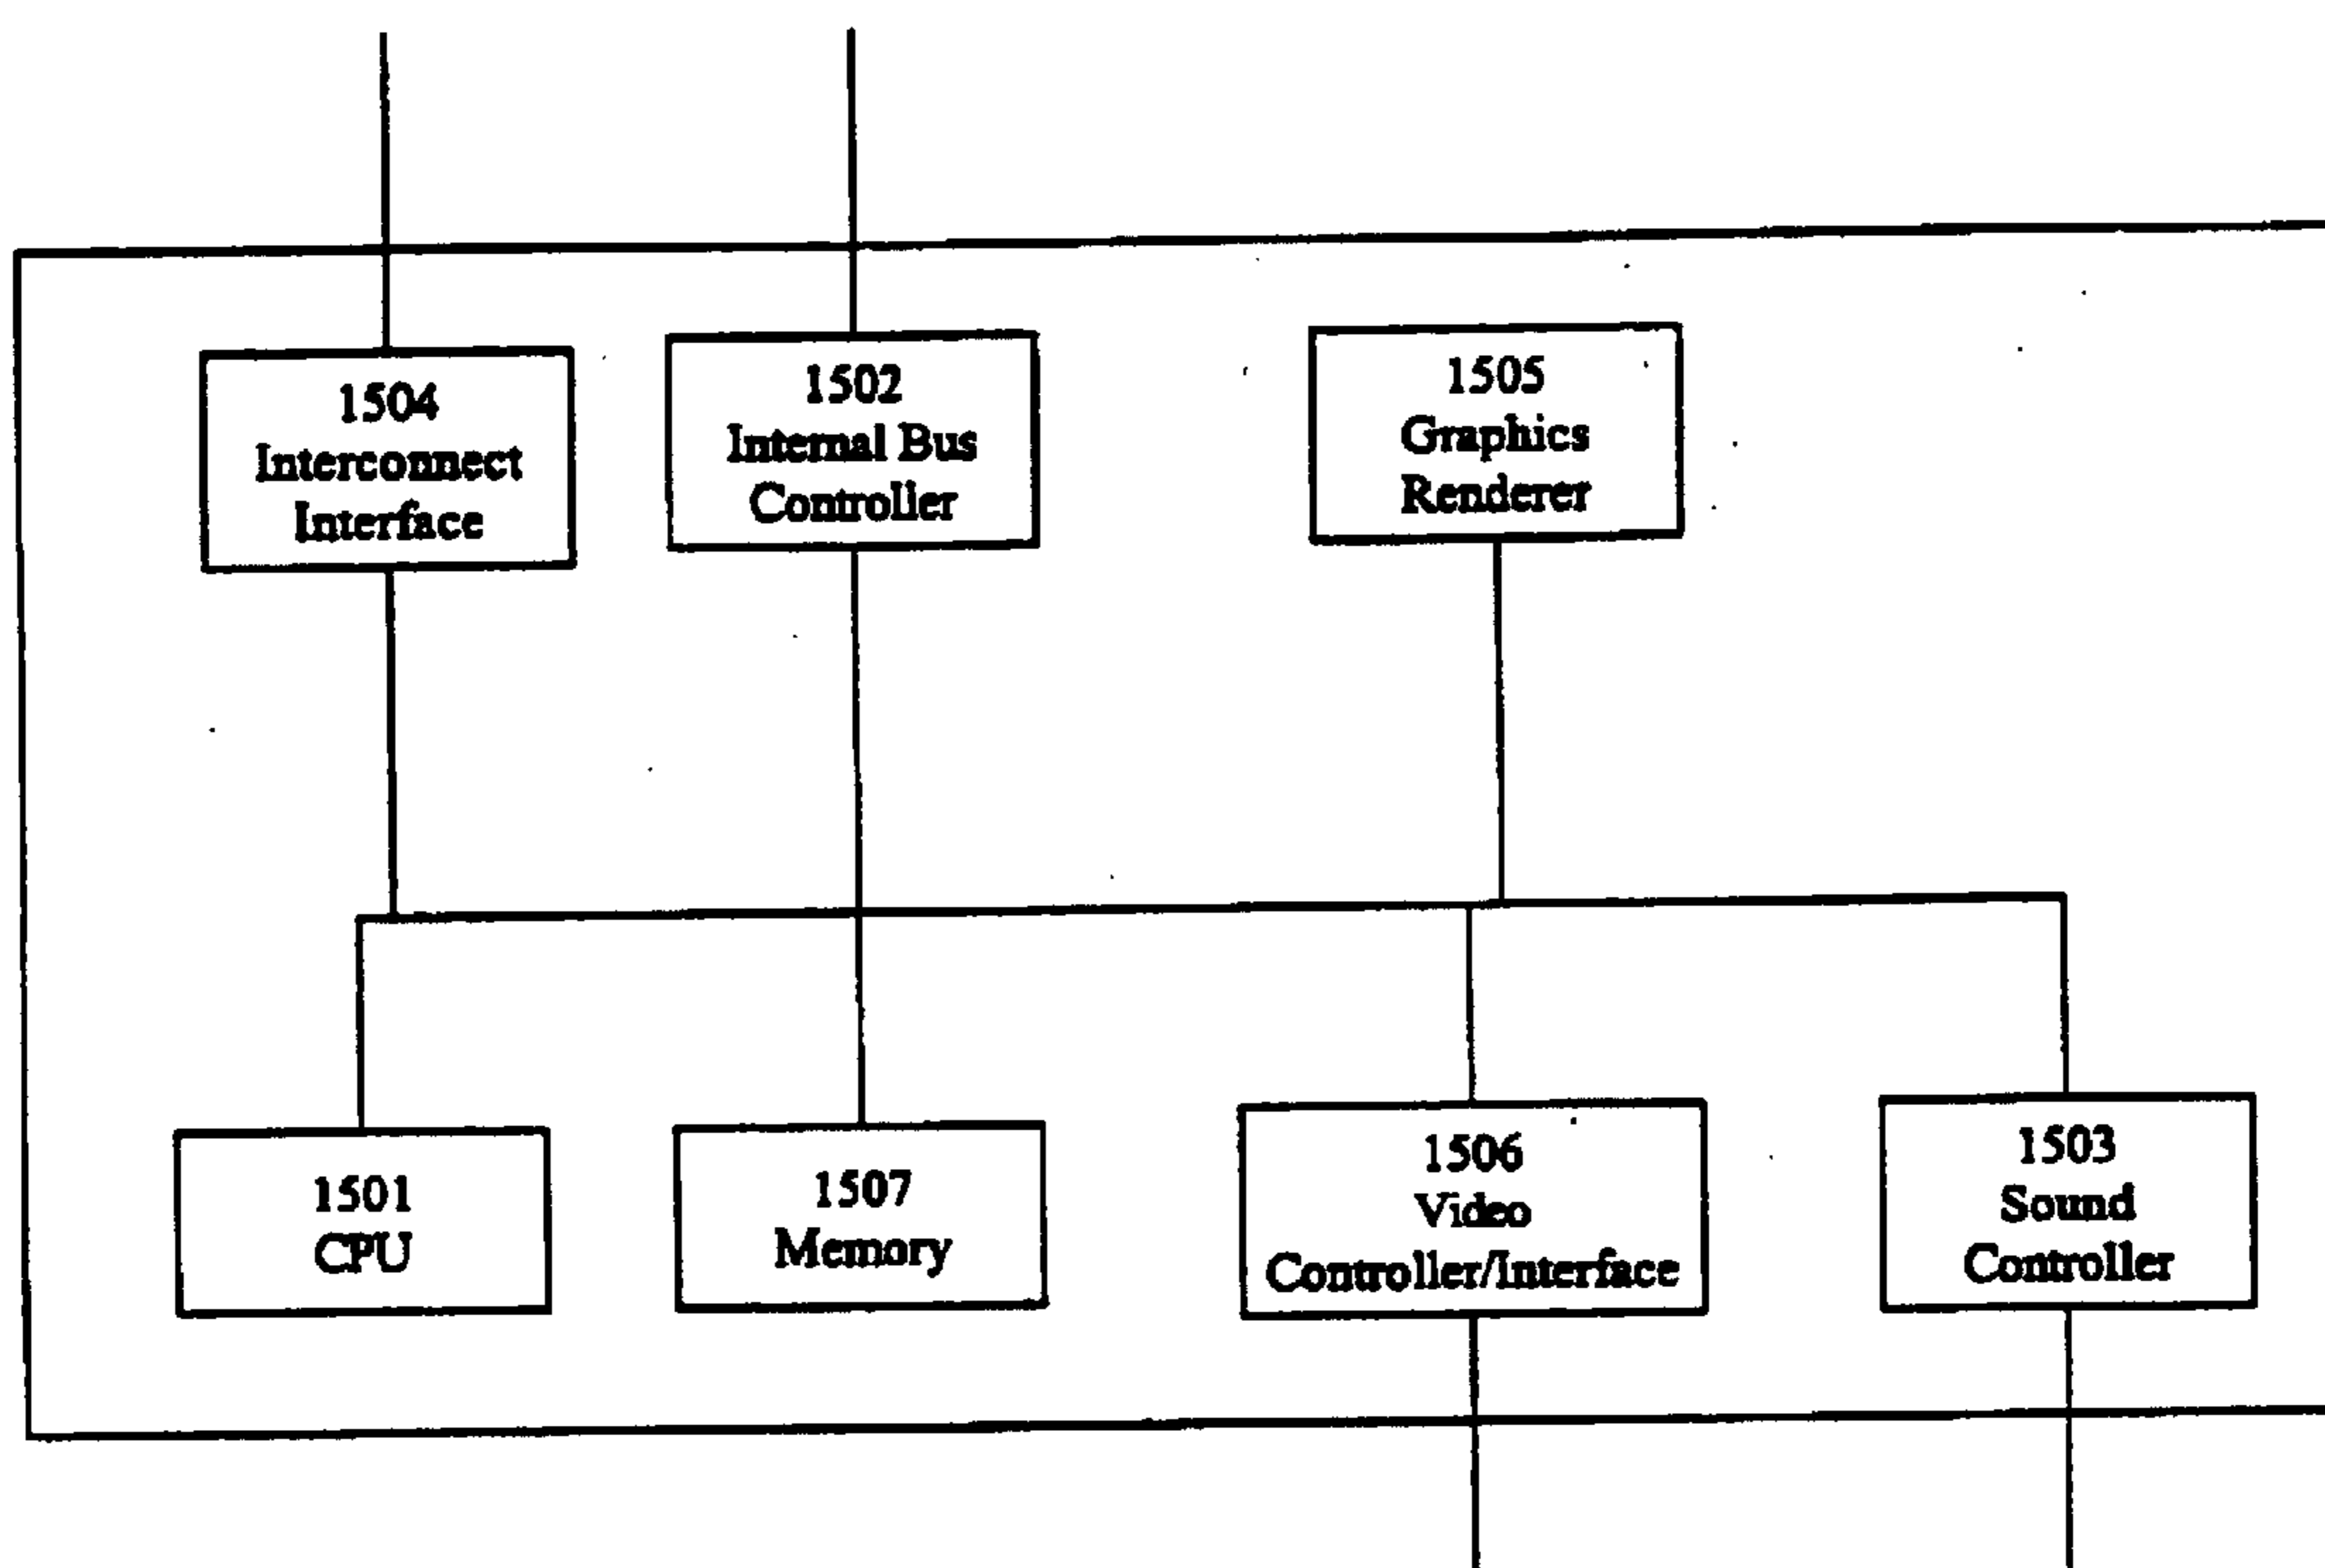 1504
Interconnect
Interface
1502
Internal Bus
Controller
1505
Graphics
Renderer
1501
CPU
1507
Memory
1506
Video
Controller/Interface
1503
Sound
Controller